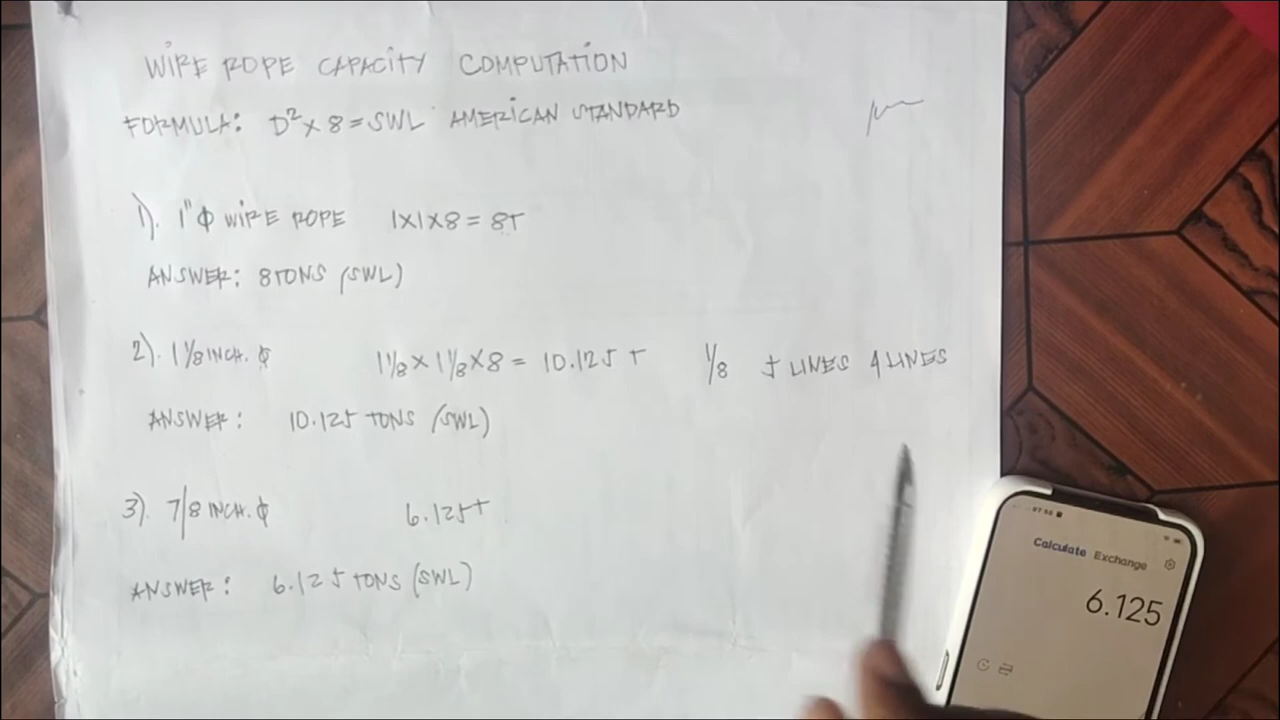 WIRE ROPE CAPACITY COMPUTATION
FORMULA: D² x 8 = SWL AMERICAN STANDARD
1). 1" φ WIRE ROPE 1x1x8 = 8T
ANSWER: 8 TONS (SWL)
2). 1 1/8 INCH. φ 1 1/8 x 1 1/8 x 8 = 10.125 T 1/8 5 LINES 4 LINES
ANSWER: 10.125 TONS (SWL)
3). 7/8 INCH. φ 6.125T
ANSWER: 6.125 TONS (SWL)
Calculate Exchange
6.125